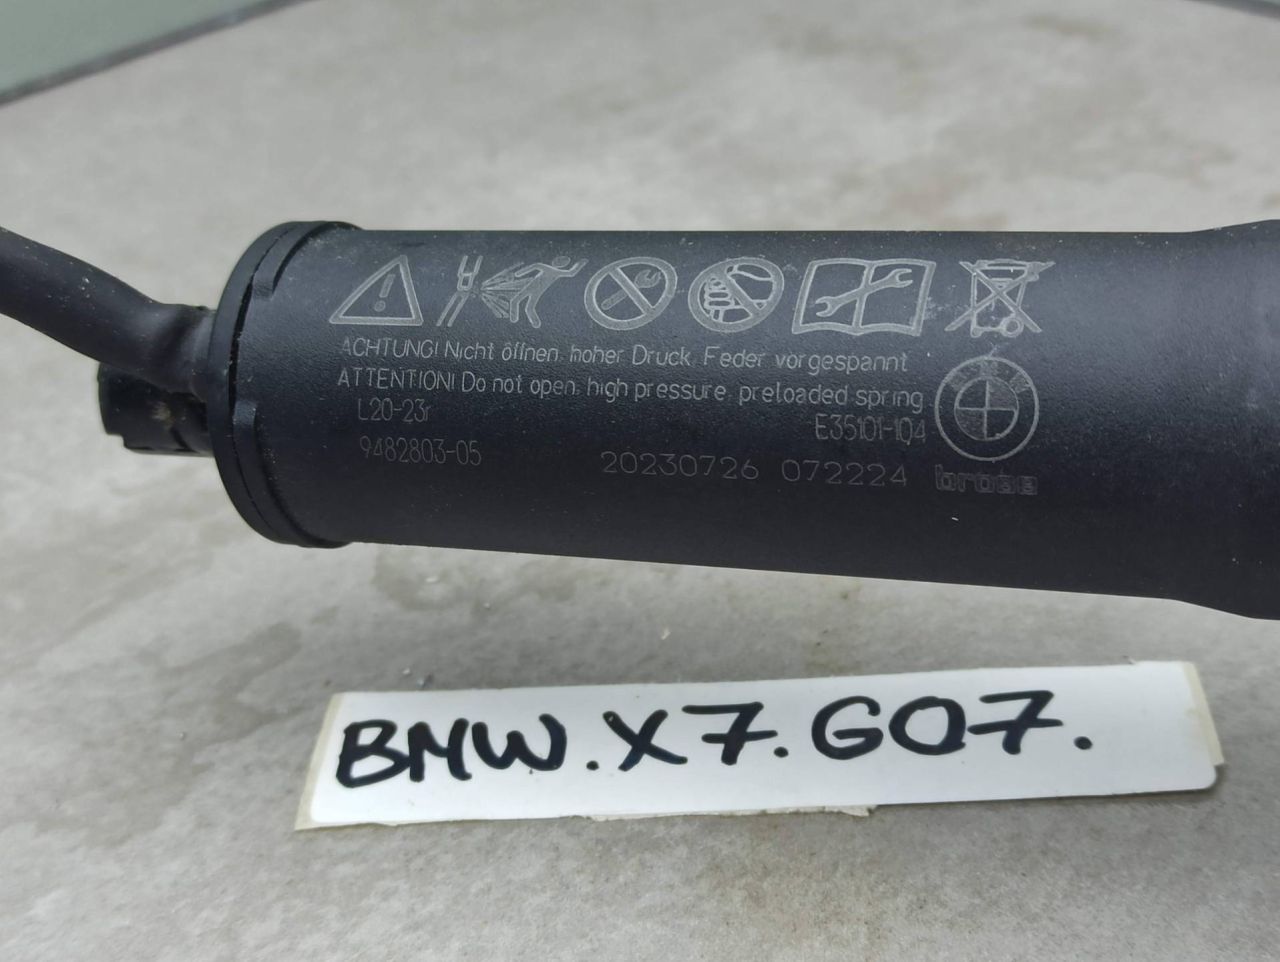 ACHTUNG! Nicht öffnen, hoher Druck, Feder vorgespannt
ATTENTION! Do not open, high pressure, preloaded spring
L20-23r
E35101-104
9482803-05
20230726 072224
brose
BMW
BMW.X7.G07.